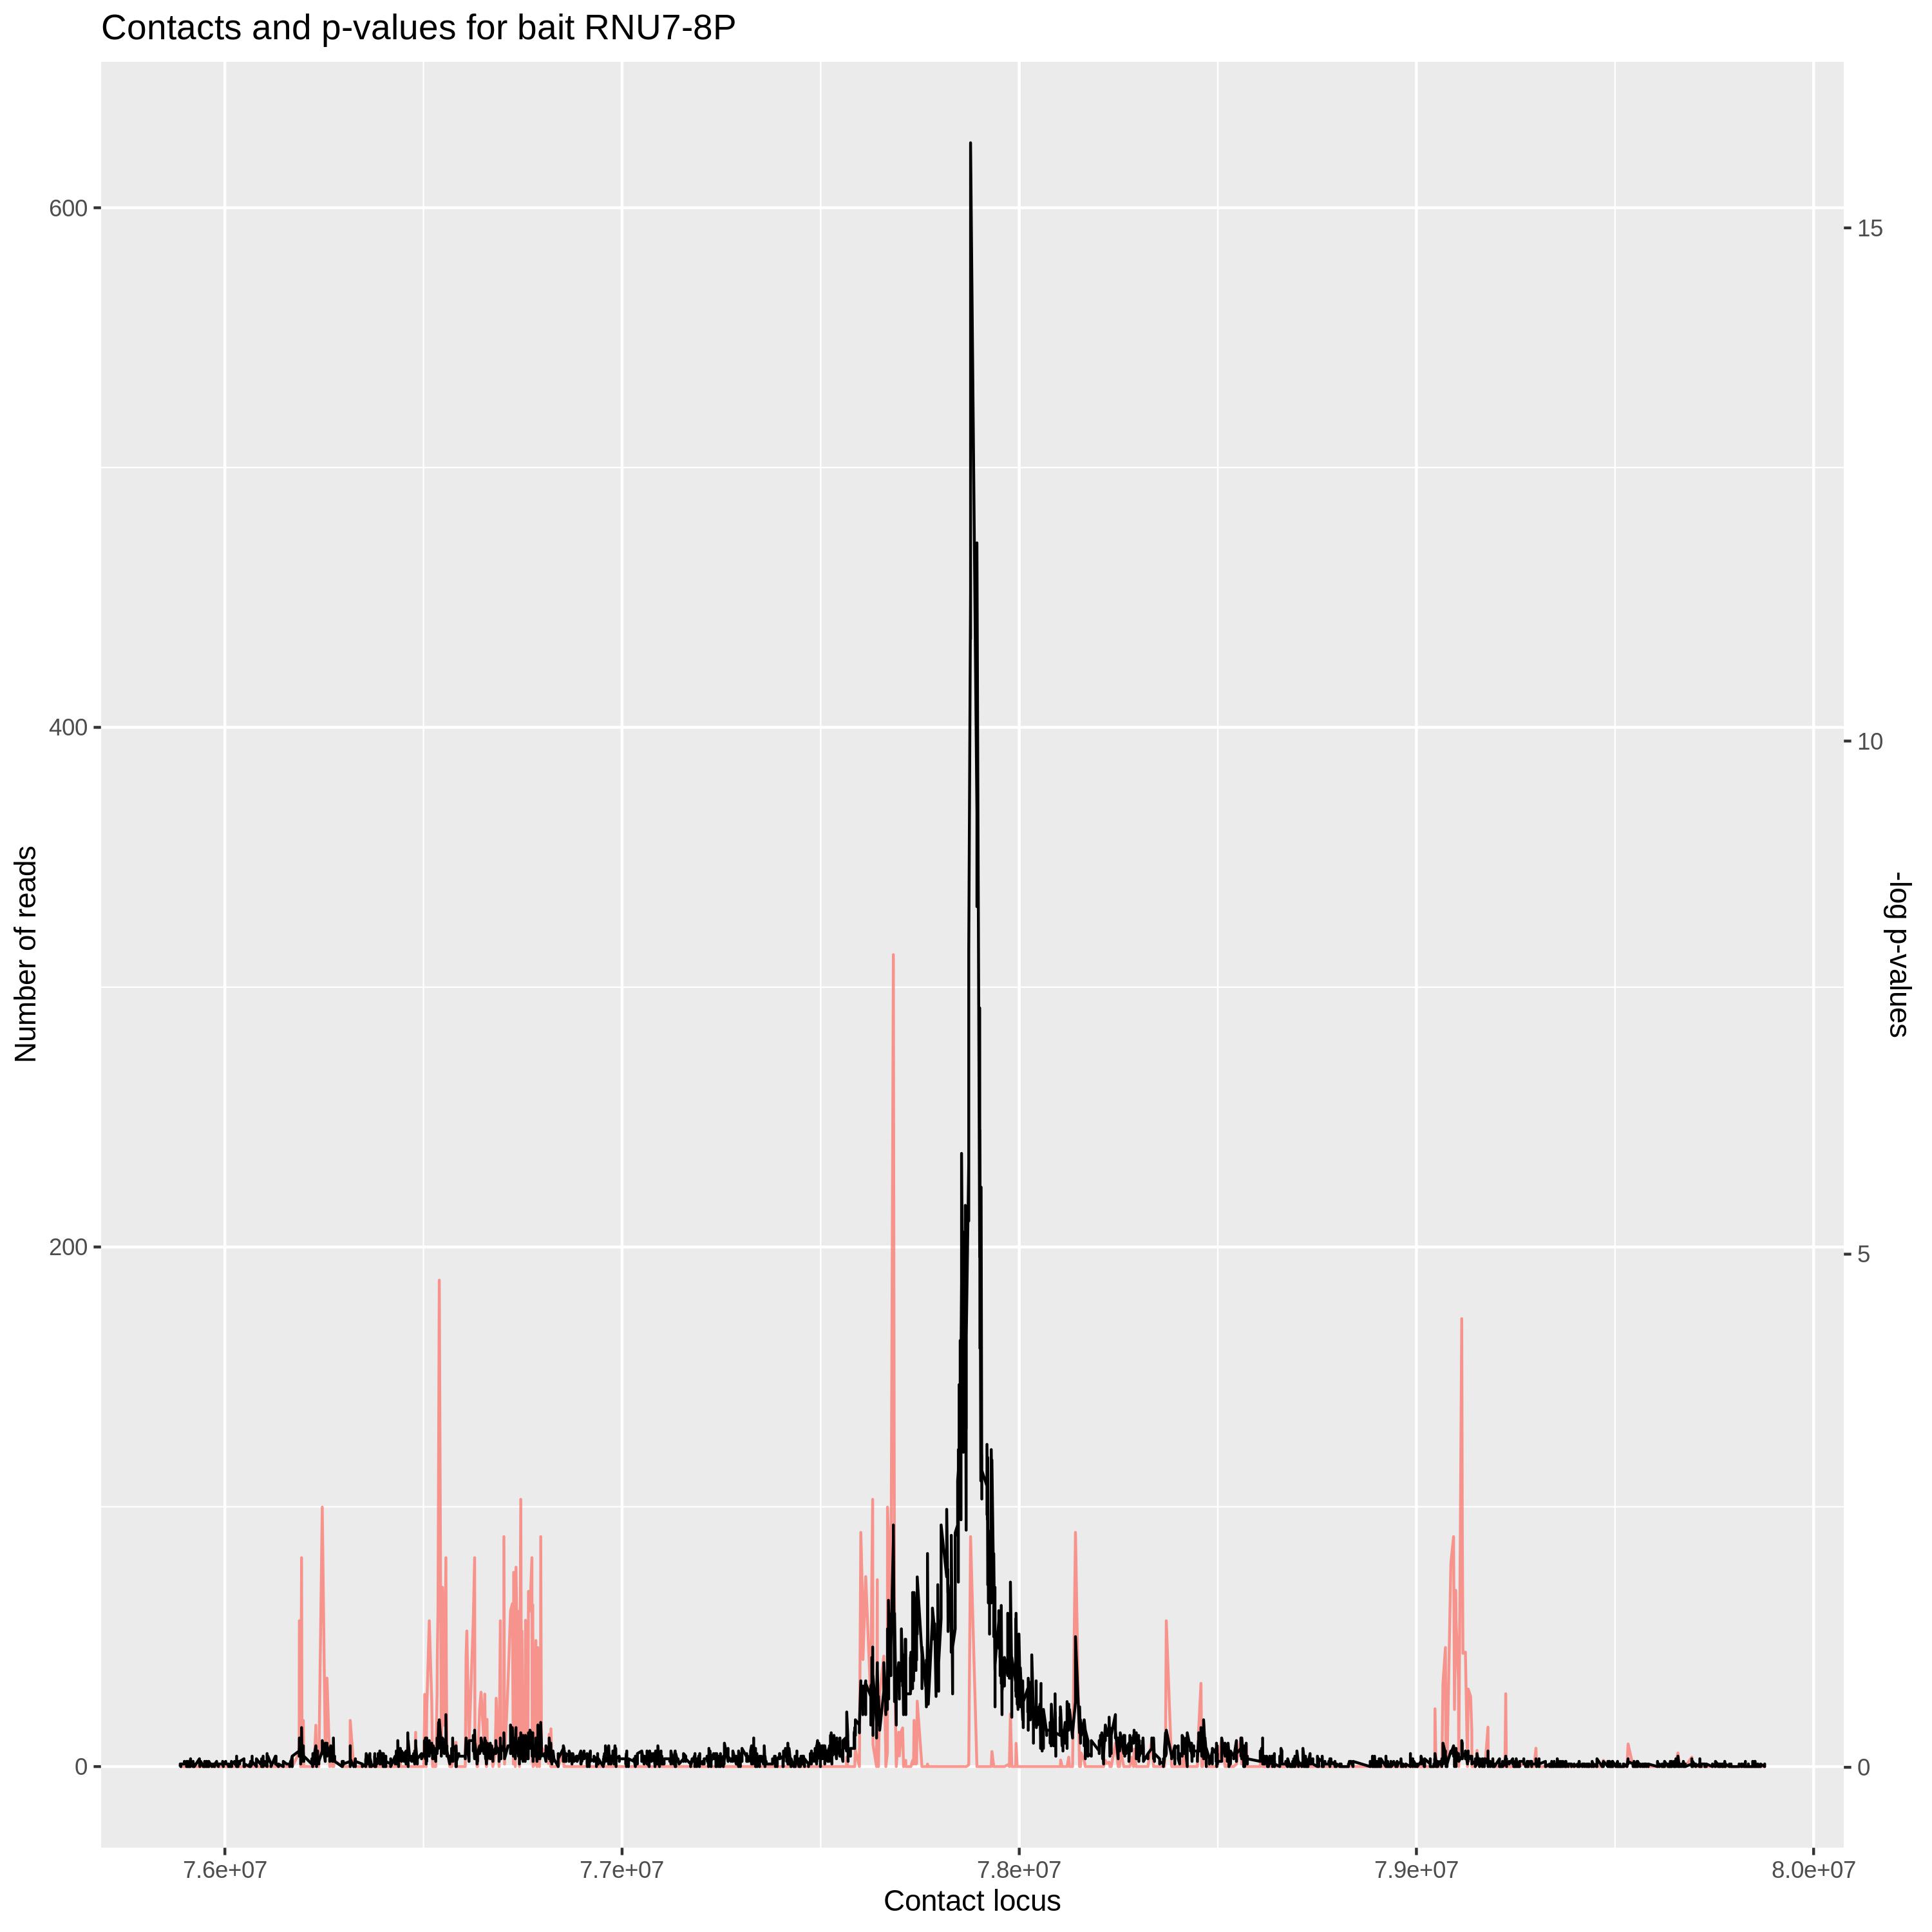 Contacts and p-values for bait RNU7-8P
600
400
200
0
Number of reads
15
10
5
0
-log p-values
7.6e+07
7.7e+07
7.8e+07
7.9e+07
8.0e+07
Contact locus